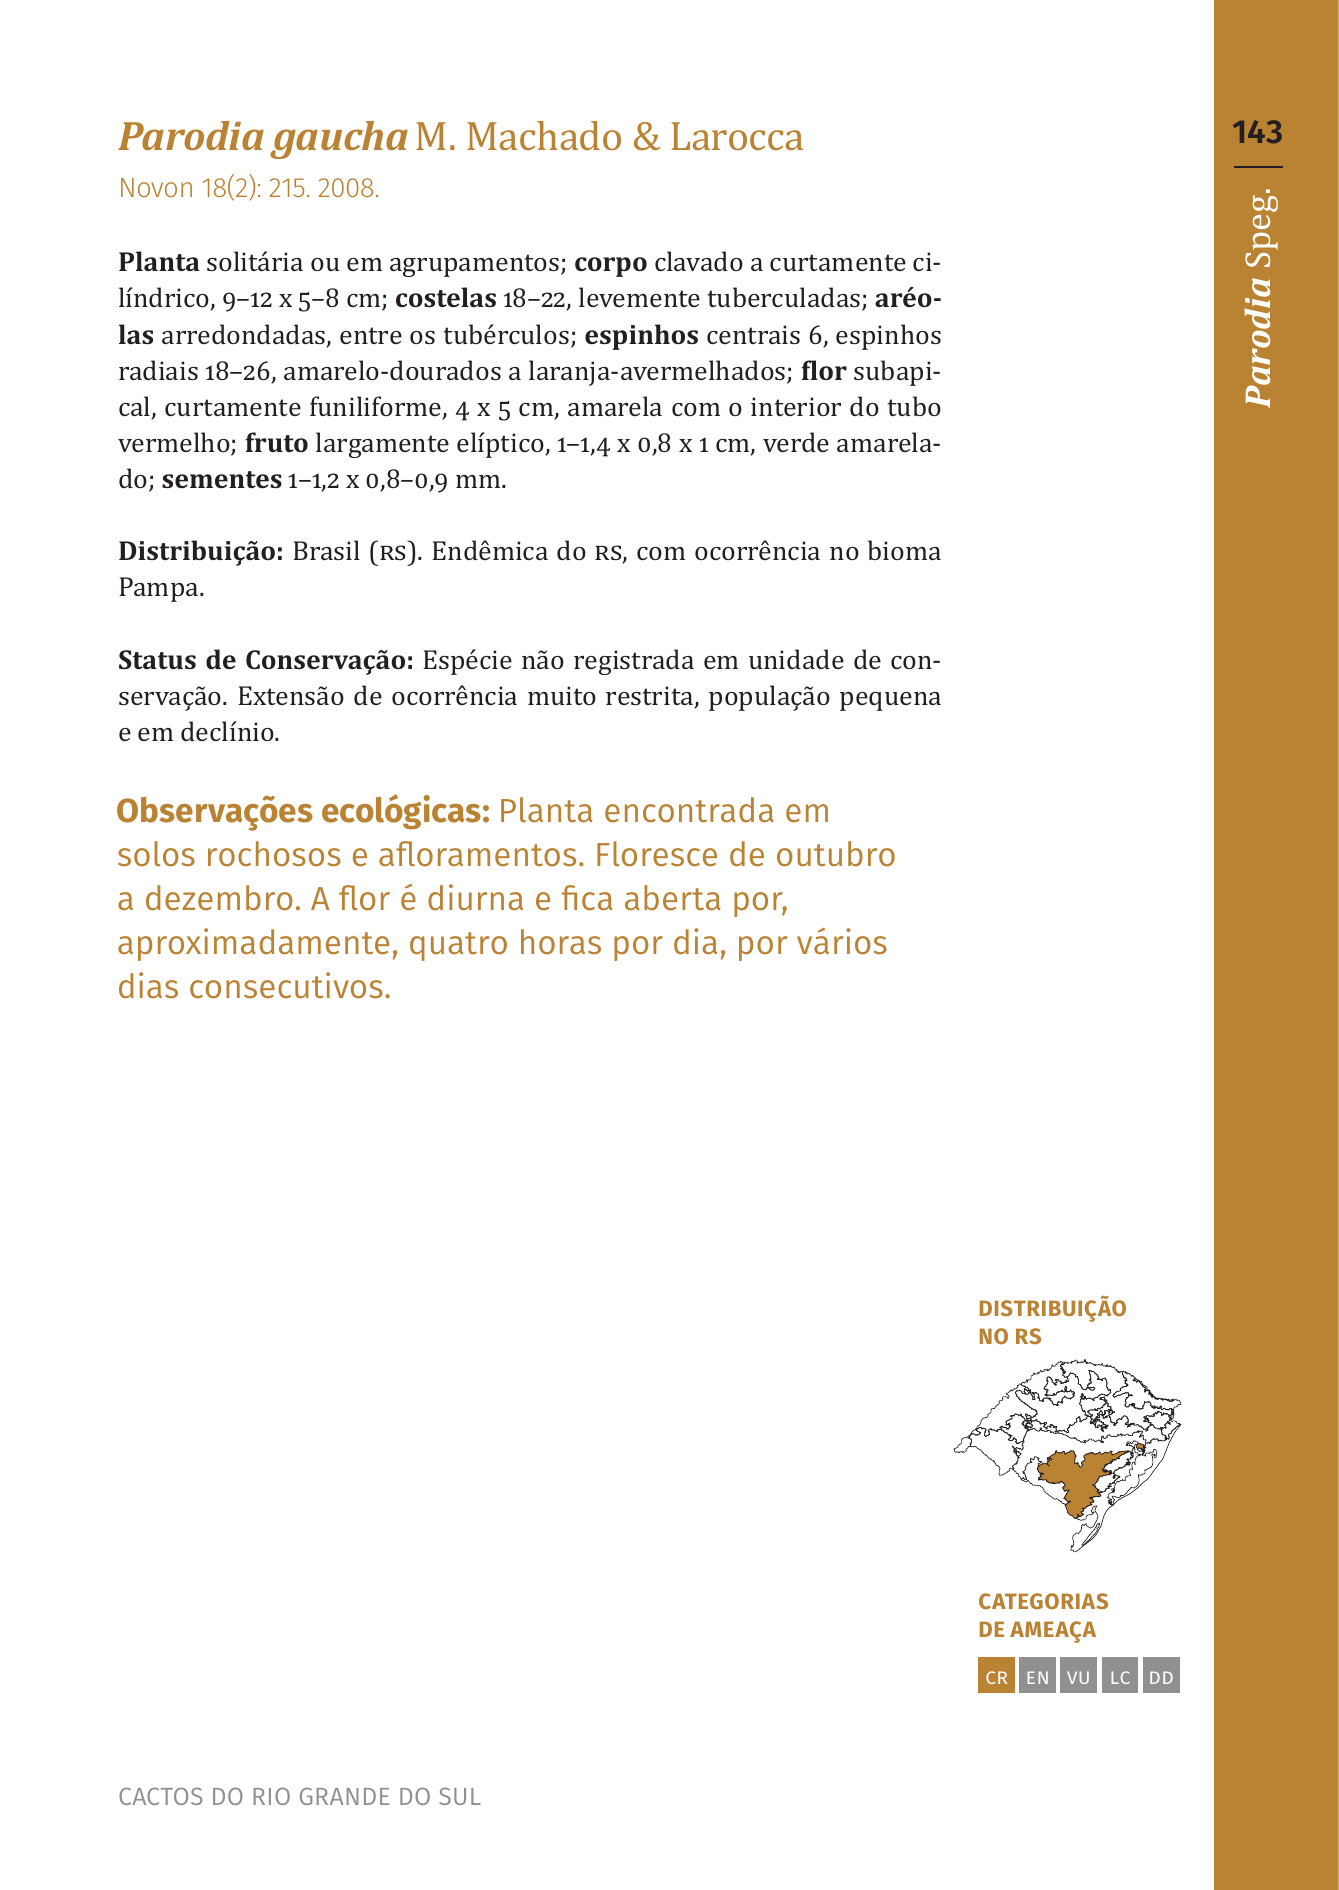 Parodia gaucha M. Machado & Larocca
Novon 18(2): 215. 2008.
Planta solitária ou em agrupamentos; corpo clavado a curtamente ci-
líndrico, 9–12 x 5–8 cm; costelas 18–22, levemente tuberculadas; aréo-
las arredondadas, entre os tubérculos; espinhos centrais 6, espinhos
radiais 18–26, amarelo-dourados a laranja-avermelhados; flor subapi-
cal, curtamente funiliforme, 4 x 5 cm, amarela com o interior do tubo
vermelho; fruto largamente elíptico, 1–1,4 x 0,8 x 1 cm, verde amarela-
do; sementes 1–1,2 x 0,8–0,9 mm.
Distribuição: Brasil (RS). Endêmica do RS, com ocorrência no bioma
Pampa.
Status de Conservação: Espécie não registrada em unidade de con-
servação. Extensão de ocorrência muito restrita, população pequena
e em declínio.
Observações ecológicas: Planta encontrada em
solos rochosos e afloramentos. Floresce de outubro
a dezembro. A flor é diurna e fica aberta por,
aproximadamente, quatro horas por dia, por vários
dias consecutivos.
DISTRIBUIÇÃO
NO RS
CATEGORIAS
DE AMEAÇA
CR EN VU LC DD
CACTOS DO RIO GRANDE DO SUL
143
Parodia Speg.